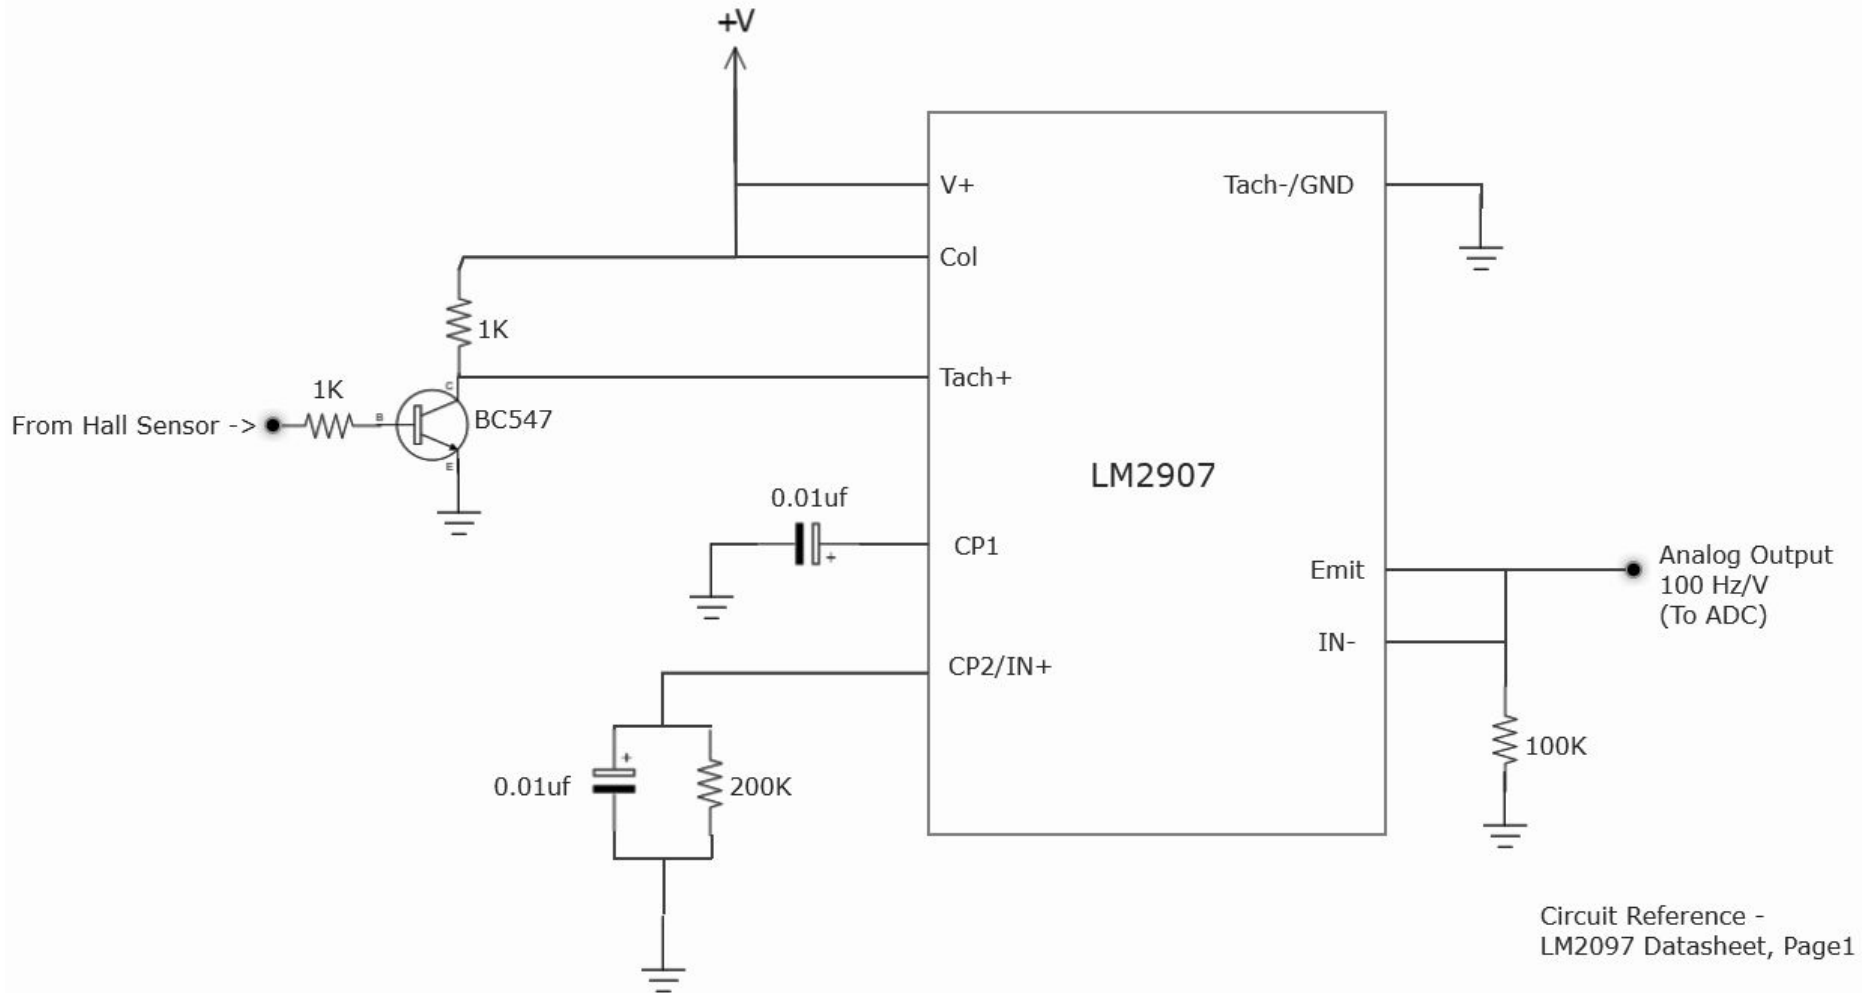 +V
V+
Tach-/GND
Col
1K
Tach+
1K
C
B
BC547
From Hall Sensor ->
E
LM2907
0.01uf
+
CP1
Emit
Analog Output
100 Hz/V
(To ADC)
IN-
CP2/IN+
+
0.01uf
200K
100K
Circuit Reference -
LM2097 Datasheet, Page1